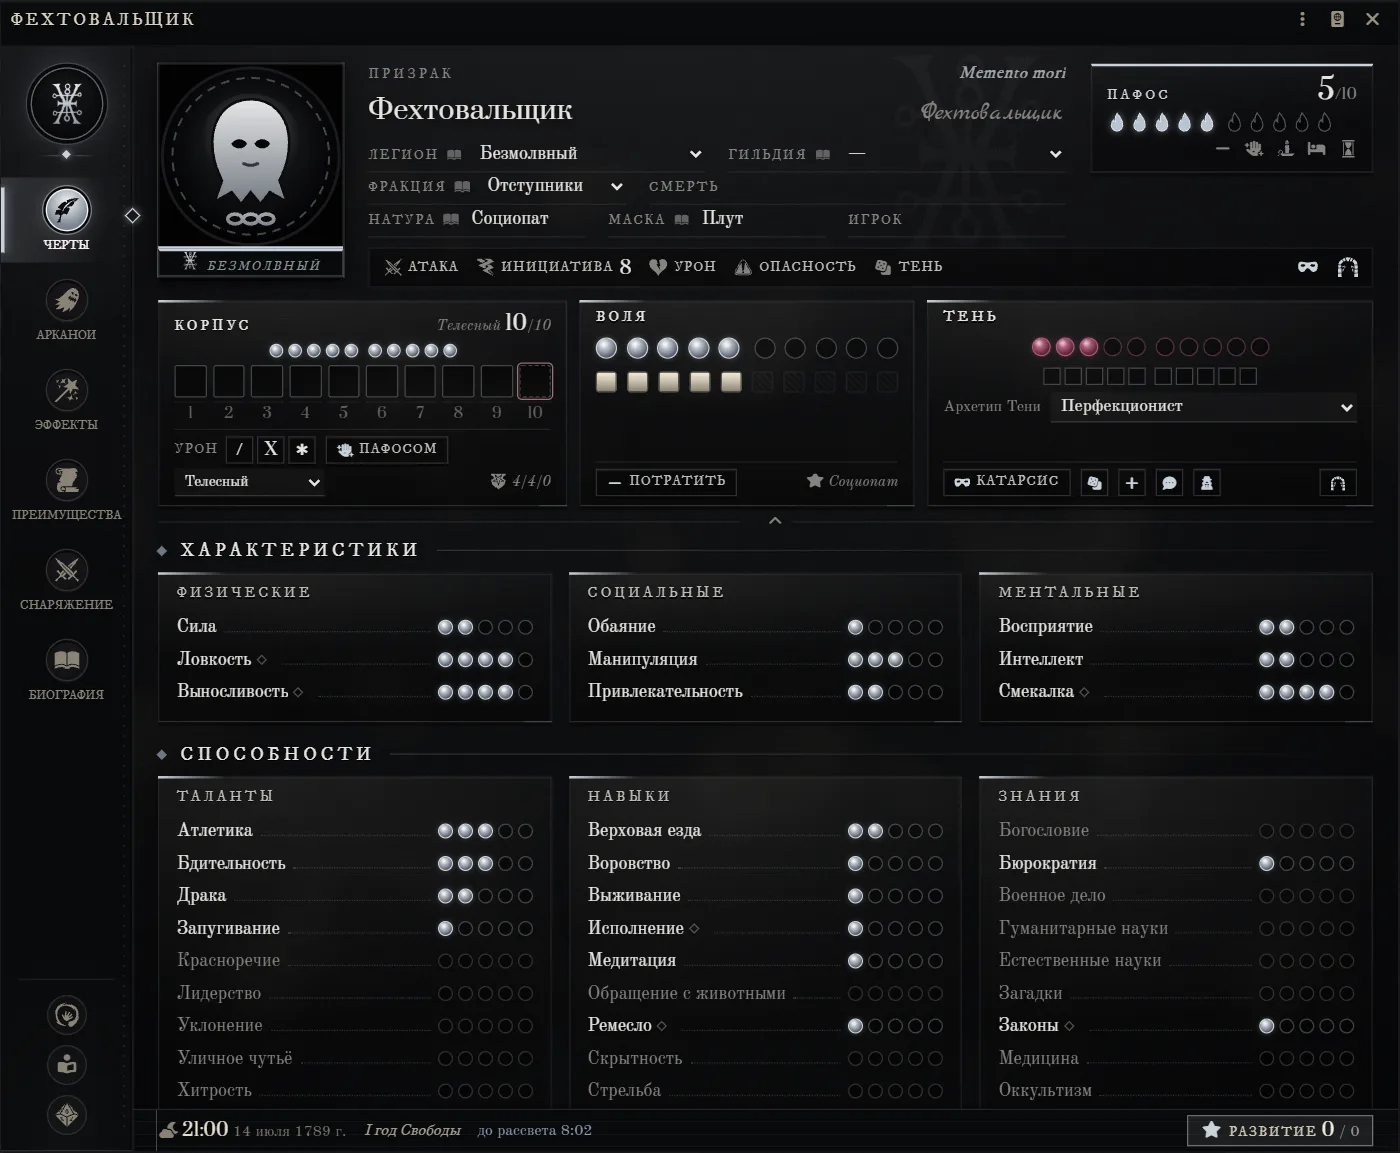 ФЕХТОВАЛЬЩИК
ПРИЗРАК
Memento mori
Фехтовальщик
Фехтовальщик
ПАФОС 5/10
ЛЕГИОН Безмолвный
ГИЛЬДИЯ —
ФРАКЦИЯ Отступники
СМЕРТЬ
НАТУРА Социопат
МАСКА Плут
ИГРОК
БЕЗМОЛВНЫЙ
АТАКА ИНИЦИАТИВА 8 УРОН ОПАСНОСТЬ ТЕНЬ
ЧЕРТЫ
АРКАНОИ
ЭФФЕКТЫ
ПРЕИМУЩЕСТВА
СНАРЯЖЕНИЕ
БИОГРАФИЯ
КОРПУС Телесный 10/10
1 2 3 4 5 6 7 8 9 10
УРОН / X ✱ ПАФОСОМ
Телесный 4/4/0
ВОЛЯ
— ПОТРАТИТЬ Социопат
ТЕНЬ
Архетип Тени Перфекционист
КАТАРСИС +
ХАРАКТЕРИСТИКИ
ФИЗИЧЕСКИЕ
Сила
Ловкость
Выносливость
СОЦИАЛЬНЫЕ
Обаяние
Манипуляция
Привлекательность
МЕНТАЛЬНЫЕ
Восприятие
Интеллект
Смекалка
СПОСОБНОСТИ
ТАЛАНТЫ
Атлетика
Бдительность
Драка
Запугивание
Красноречие
Лидерство
Уклонение
Уличное чутьё
Хитрость
НАВЫКИ
Верховая езда
Воровство
Выживание
Исполнение
Медитация
Обращение с животными
Ремесло
Скрытность
Стрельба
ЗНАНИЯ
Богословие
Бюрократия
Военное дело
Гуманитарные науки
Естественные науки
Загадки
Законы
Медицина
Оккультизм
21:00 14 июля 1789 г. I год Свободы до рассвета 8:02
РАЗВИТИЕ 0 / 0